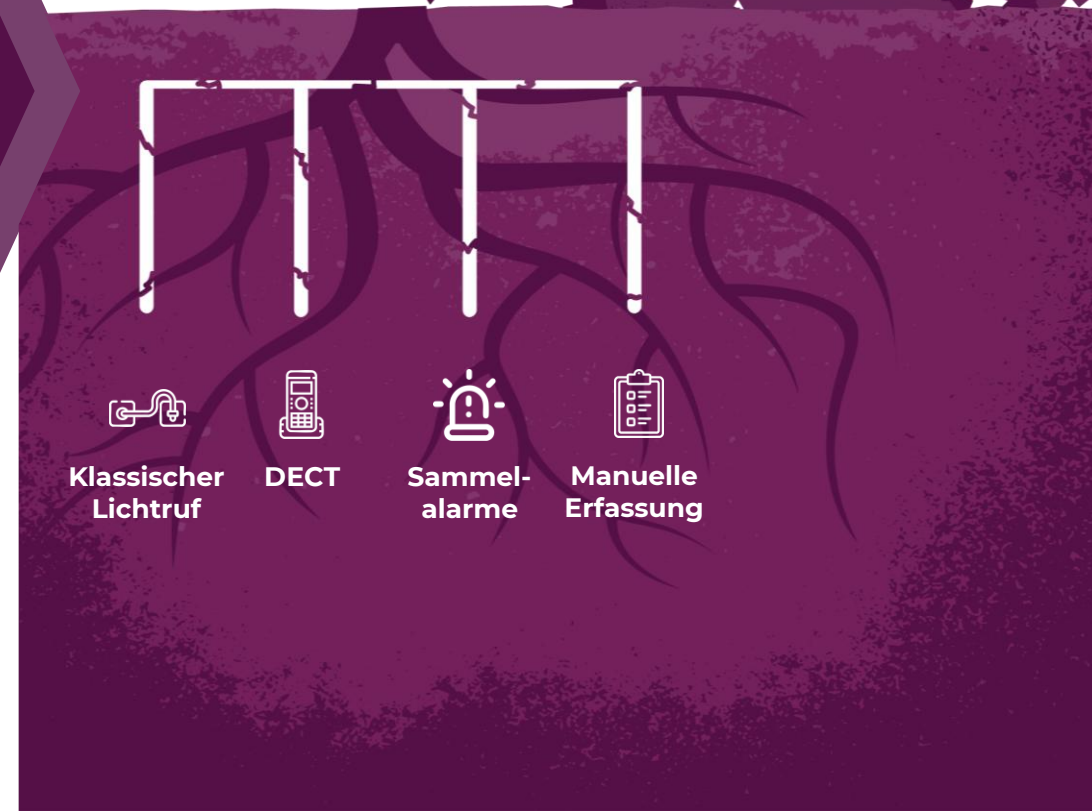 Klassischer
Lichtruf
DECT
Sammel-
alarme
Manuelle
Erfassung